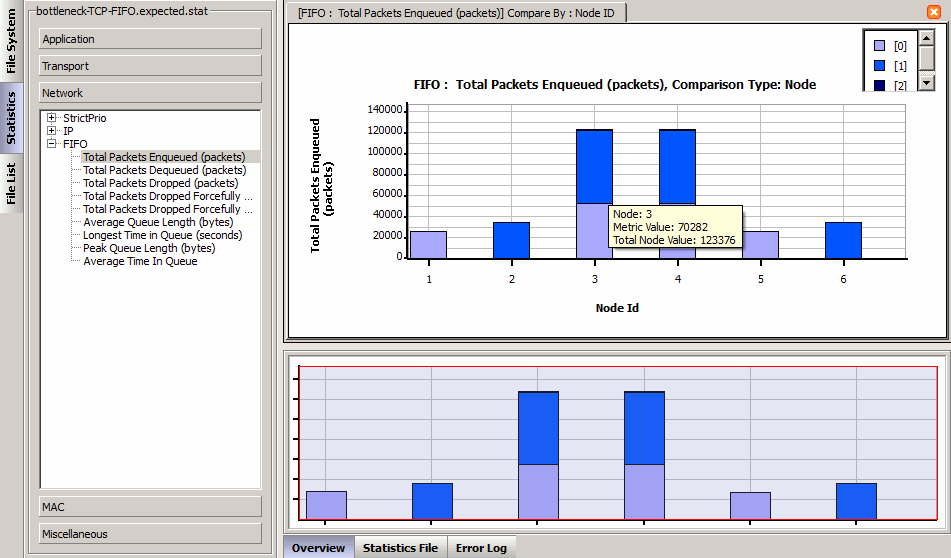 File System
Statistics
File List
bottleneck-TCP-FIFO.expected.stat
Application
Transport
Network
StrictPrio
IP
FIFO
Total Packets Enqueued (packets)
Total Packets Dequeued (packets)
Total Packets Dropped (packets)
Total Packets Dropped Forcefully ...
Total Packets Dropped Forcefully ...
Average Queue Length (bytes)
Longest Time in Queue (seconds)
Peak Queue Length (bytes)
Average Time In Queue
MAC
Miscellaneous
[FIFO : Total Packets Enqueued (packets)] Compare By : Node ID
[0]
[1]
[2]
FIFO : Total Packets Enqueued (packets), Comparison Type: Node
Total Packets Enqueued
(packets)
140000
120000
100000
80000
60000
40000
20000
0
Node: 3
Metric Value: 70282
Total Node Value: 123376
1 2 3 4 5 6
Node Id
Overview Statistics File Error Log